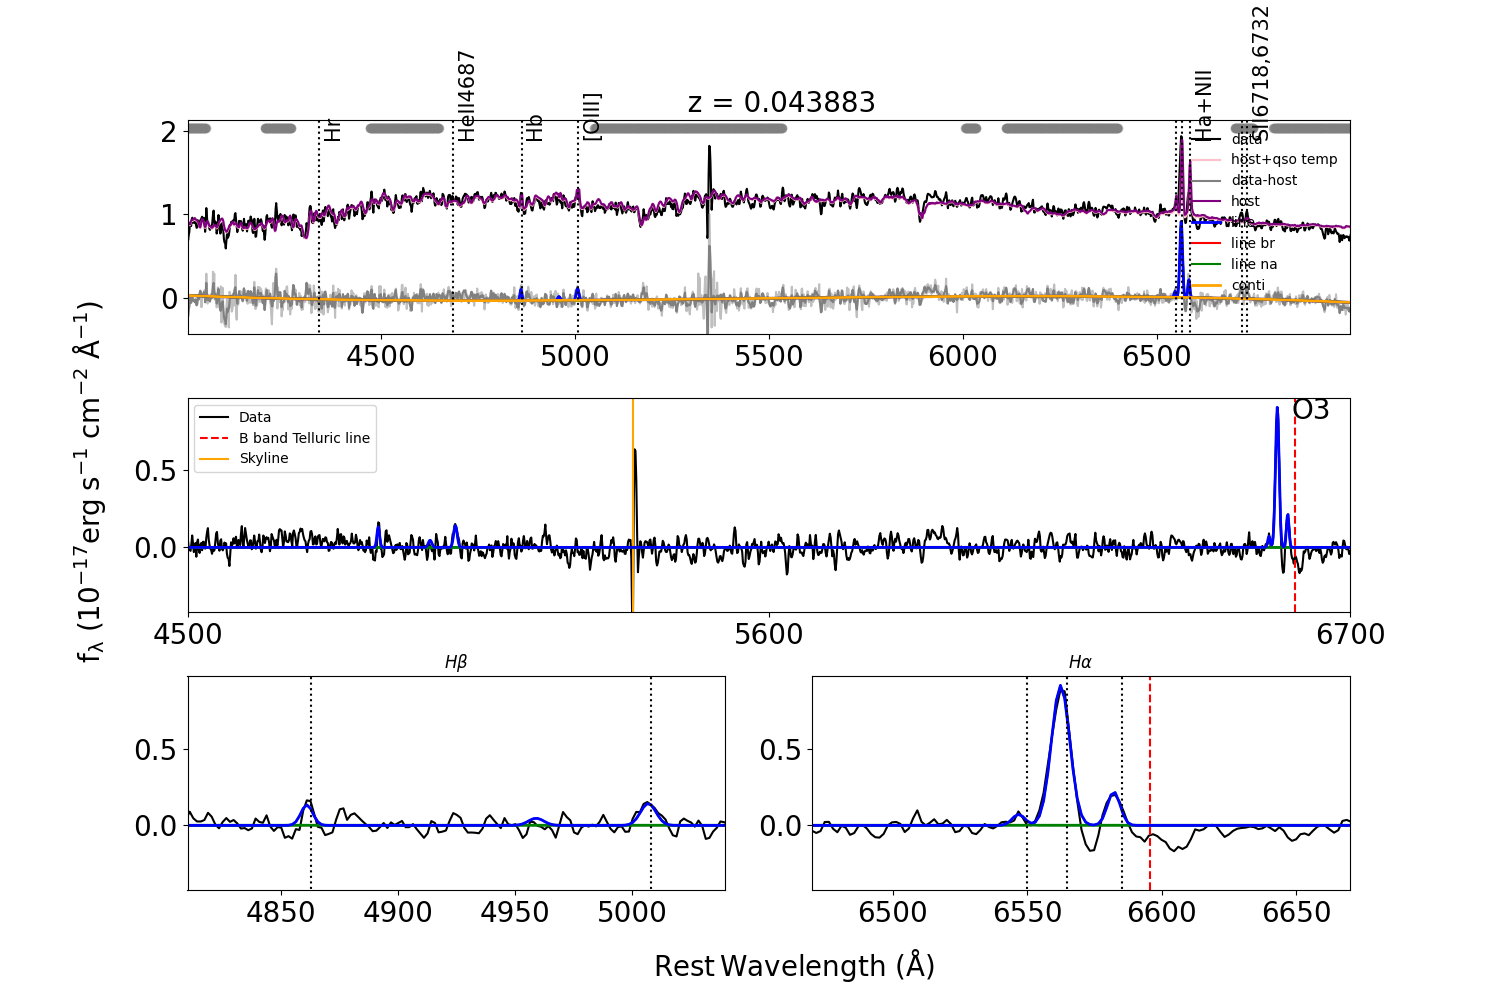 z = 0.043883
Hr
HeII4687
Hb
[OIII]
Ha+NII
SII6718,6732
2
1
0
data
host+qso temp
data-host
host
line br
line na
conti
4500 5000 5500 6000 6500
f_λ (10^−17 erg s^−1 cm^−2 Å^−1)
Data
B band Telluric line
Skyline
O3
0.5
0.0
4500 5600 6700
Hβ
0.5
0.0
4850 4900 4950 5000
Hα
0.5
0.0
6500 6550 6600 6650
Rest Wavelength (Å)